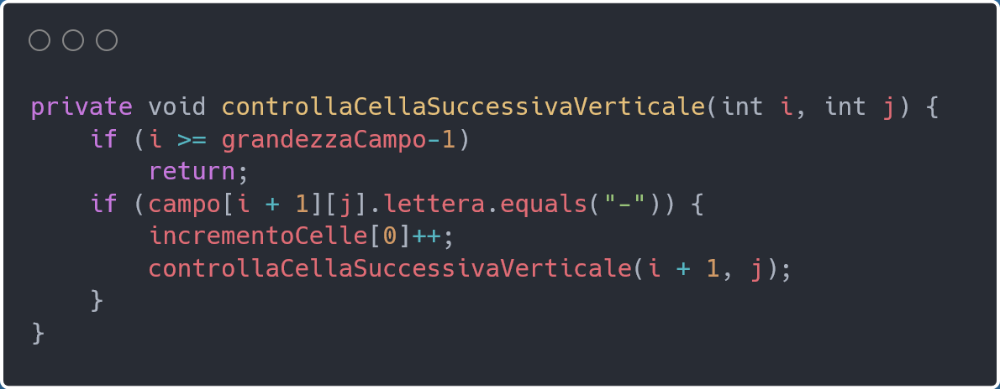 private void controllaCellaSuccessivaVerticale(int i, int j) {
    if (i >= grandezzaCampo-1)
        return;
    if (campo[i + 1][j].lettera.equals("-")) {
        incrementoCelle[0]++;
        controllaCellaSuccessivaVerticale(i + 1, j);
    }
}